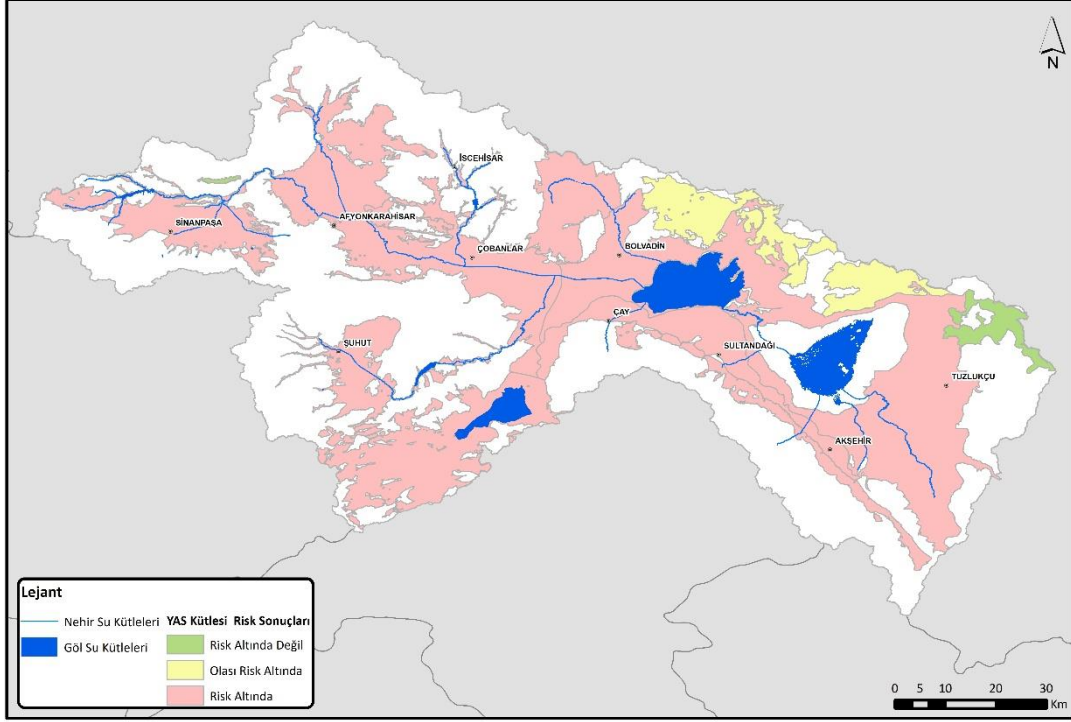 N
İSCEHİSAR
SİNANPAŞA
AFYONKARAHİSAR
ÇOBANLAR
BOLVADİN
ÇAY
ŞUHUT
SULTANDAĞI
TUZLUKÇU
AKŞEHİR
Lejant
Nehir Su Kütleleri
Göl Su Kütleleri
YAS Kütlesi Risk Sonuçları
Risk Altında Değil
Olası Risk Altında
Risk Altında
0 5 10 20 30
Km